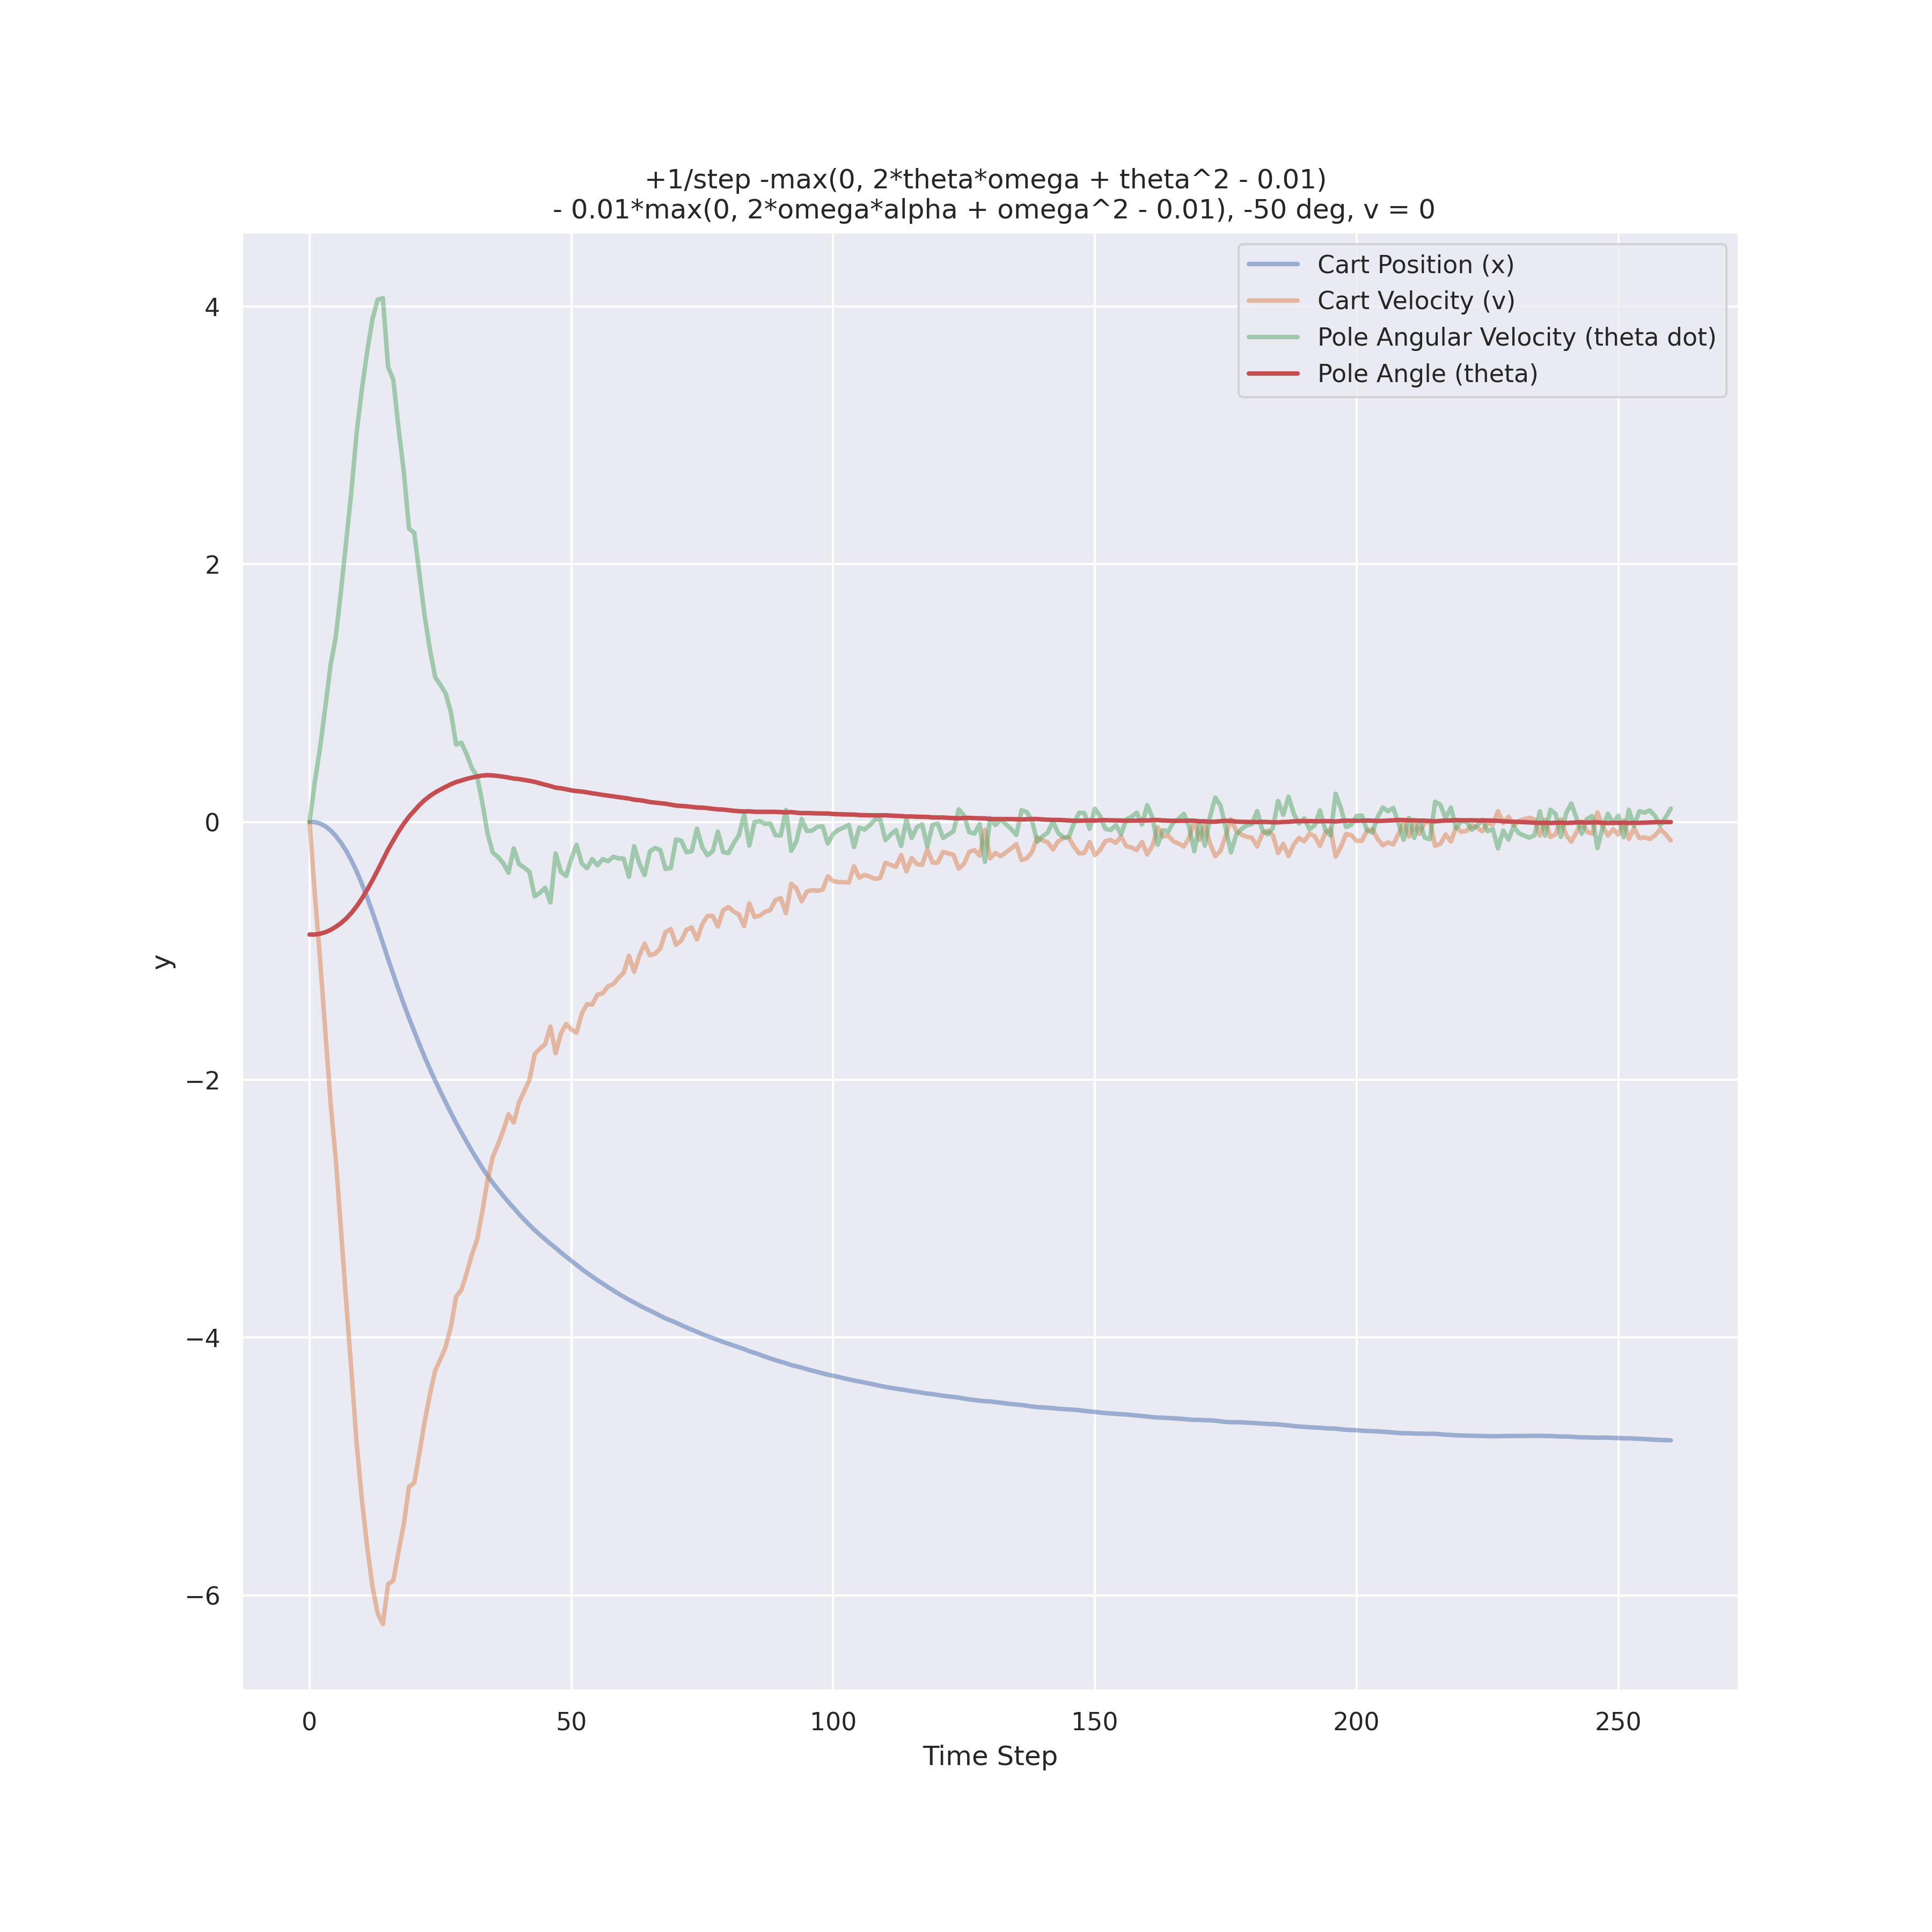 +1/step -max(0, 2*theta*omega + theta^2 - 0.01)
- 0.01*max(0, 2*omega*alpha + omega^2 - 0.01), -50 deg, v = 0
Cart Position (x)
Cart Velocity (v)
Pole Angular Velocity (theta dot)
Pole Angle (theta)
4
2
0
−2
−4
−6
y
0 50 100 150 200 250
Time Step